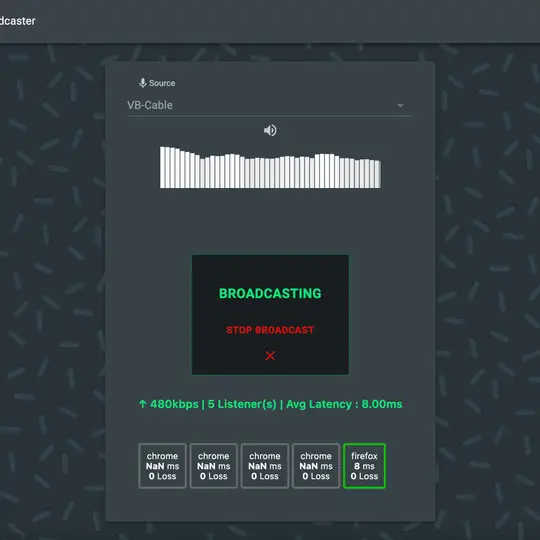 dcaster
Source
VB-Cable
BROADCASTING
STOP BROADCAST
↑ 480kbps | 5 Listener(s) | Avg Latency : 8.00ms
chrome
NaN ms
0 Loss
chrome
NaN ms
0 Loss
chrome
NaN ms
0 Loss
chrome
NaN ms
0 Loss
firefox
8 ms
0 Loss